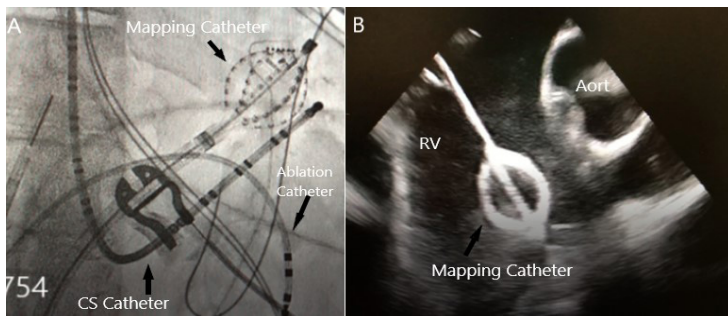 A
Mapping Catheter
Ablation
Catheter
754
CS Catheter
B
Aort
RV
Mapping Catheter